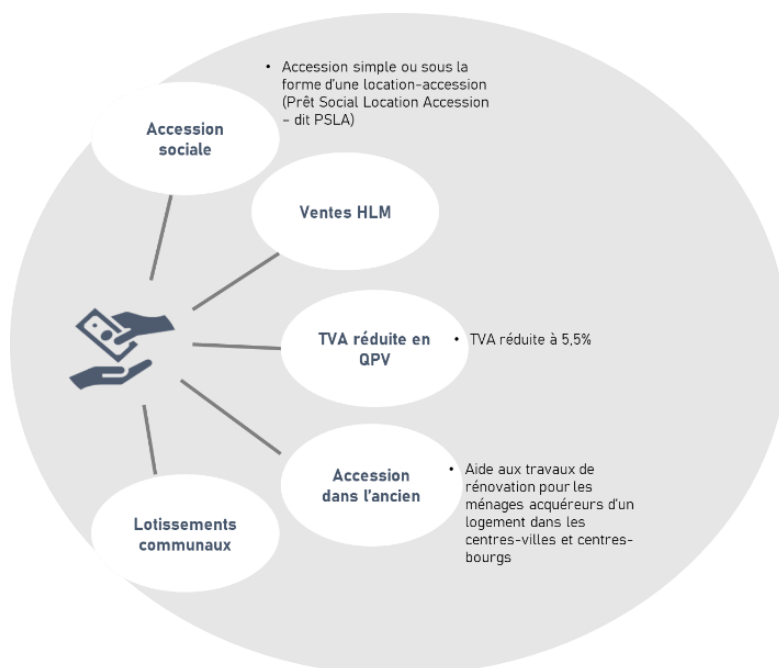 • Accession simple ou sous la
forme d'une location-accession
(Prêt Social Location Accession
– dit PSLA)
Accession
sociale
Ventes HLM
TVA réduite en
QPV
• TVA réduite à 5,5%
Accession
dans l'ancien
• Aide aux travaux de
rénovation pour les
ménages acquéreurs d'un
logement dans les
centres-villes et centres-
bourgs
Lotissements
communaux